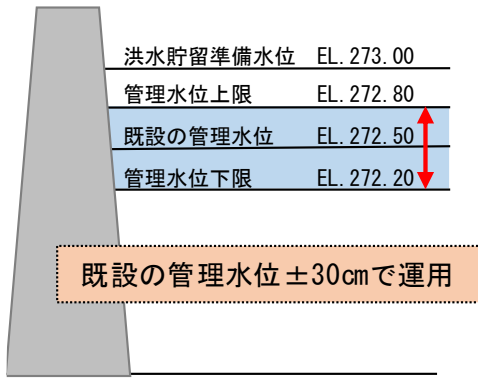 洪水貯留準備水位 EL.273.00
管理水位上限 EL.272.80
既設の管理水位 EL.272.50
管理水位下限 EL.272.20
既設の管理水位±30cmで運用